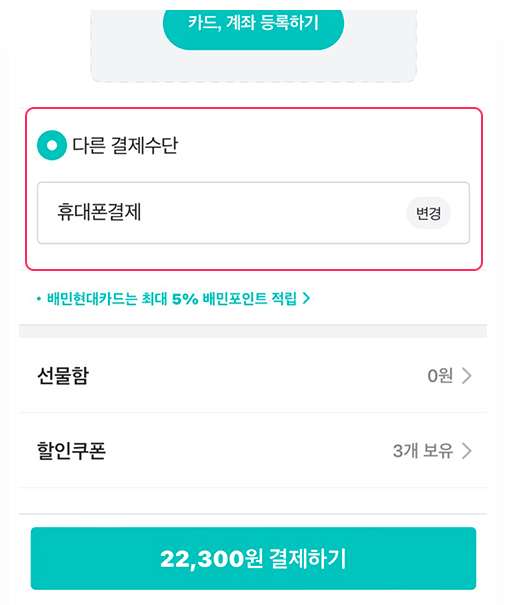 카드, 계좌 등록하기
다른 결제수단
휴대폰결제
변경
• 배민현대카드는 최대 5% 배민포인트 적립 >
선물함
0원 >
할인쿠폰
3개 보유 >
22,300원 결제하기